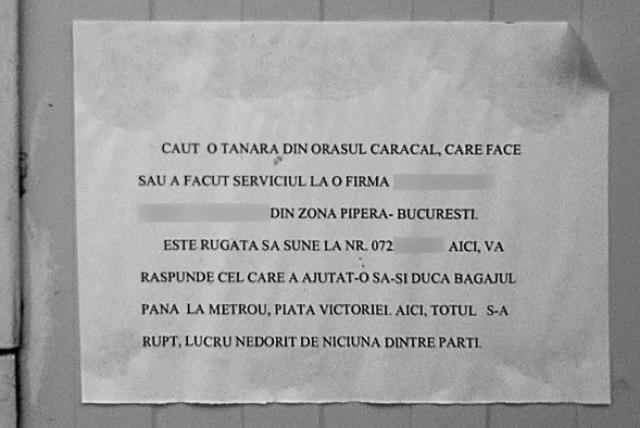 CAUT O TANARA DIN ORASUL CARACAL, CARE FACE
SAU A FACUT SERVICIUL LA O FIRMA
DIN ZONA PIPERA- BUCURESTI.
ESTE RUGATA SA SUNE LA NR. 072 AICI, VA
RASPUNDE CEL CARE A AJUTAT-O SA-SI DUCA BAGAJUL
PANA LA METROU, PIATA VICTORIEI. AICI, TOTUL S-A
RUPT, LUCRU NEDORIT DE NICIUNA DINTRE PARTI.